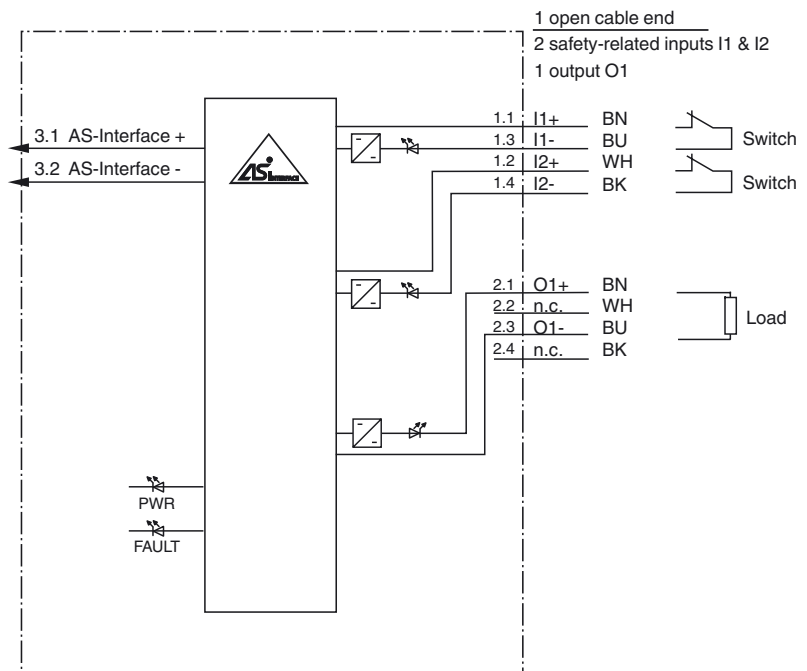 1 open cable end
2 safety-related inputs I1 & I2
1 output O1
3.1 AS-Interface +
3.2 AS-Interface -
AS INTERFACE
1.1 I1+ BN
1.3 I1- BU
Switch
1.2 I2+ WH
1.4 I2- BK
Switch
2.1 O1+ BN
2.2 n.c. WH
2.3 O1- BU
2.4 n.c. BK
Load
PWR
FAULT